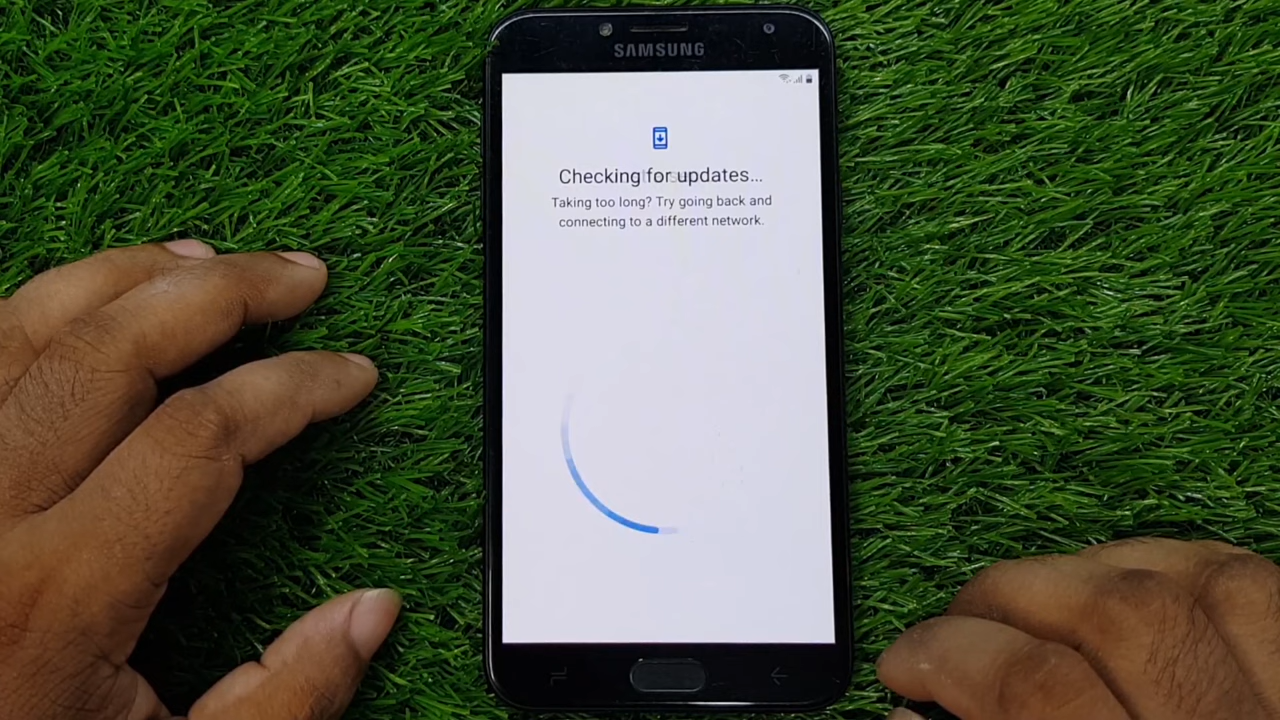 SAMSUNG
Checking for updates...
Taking too long? Try going back and
connecting to a different network.